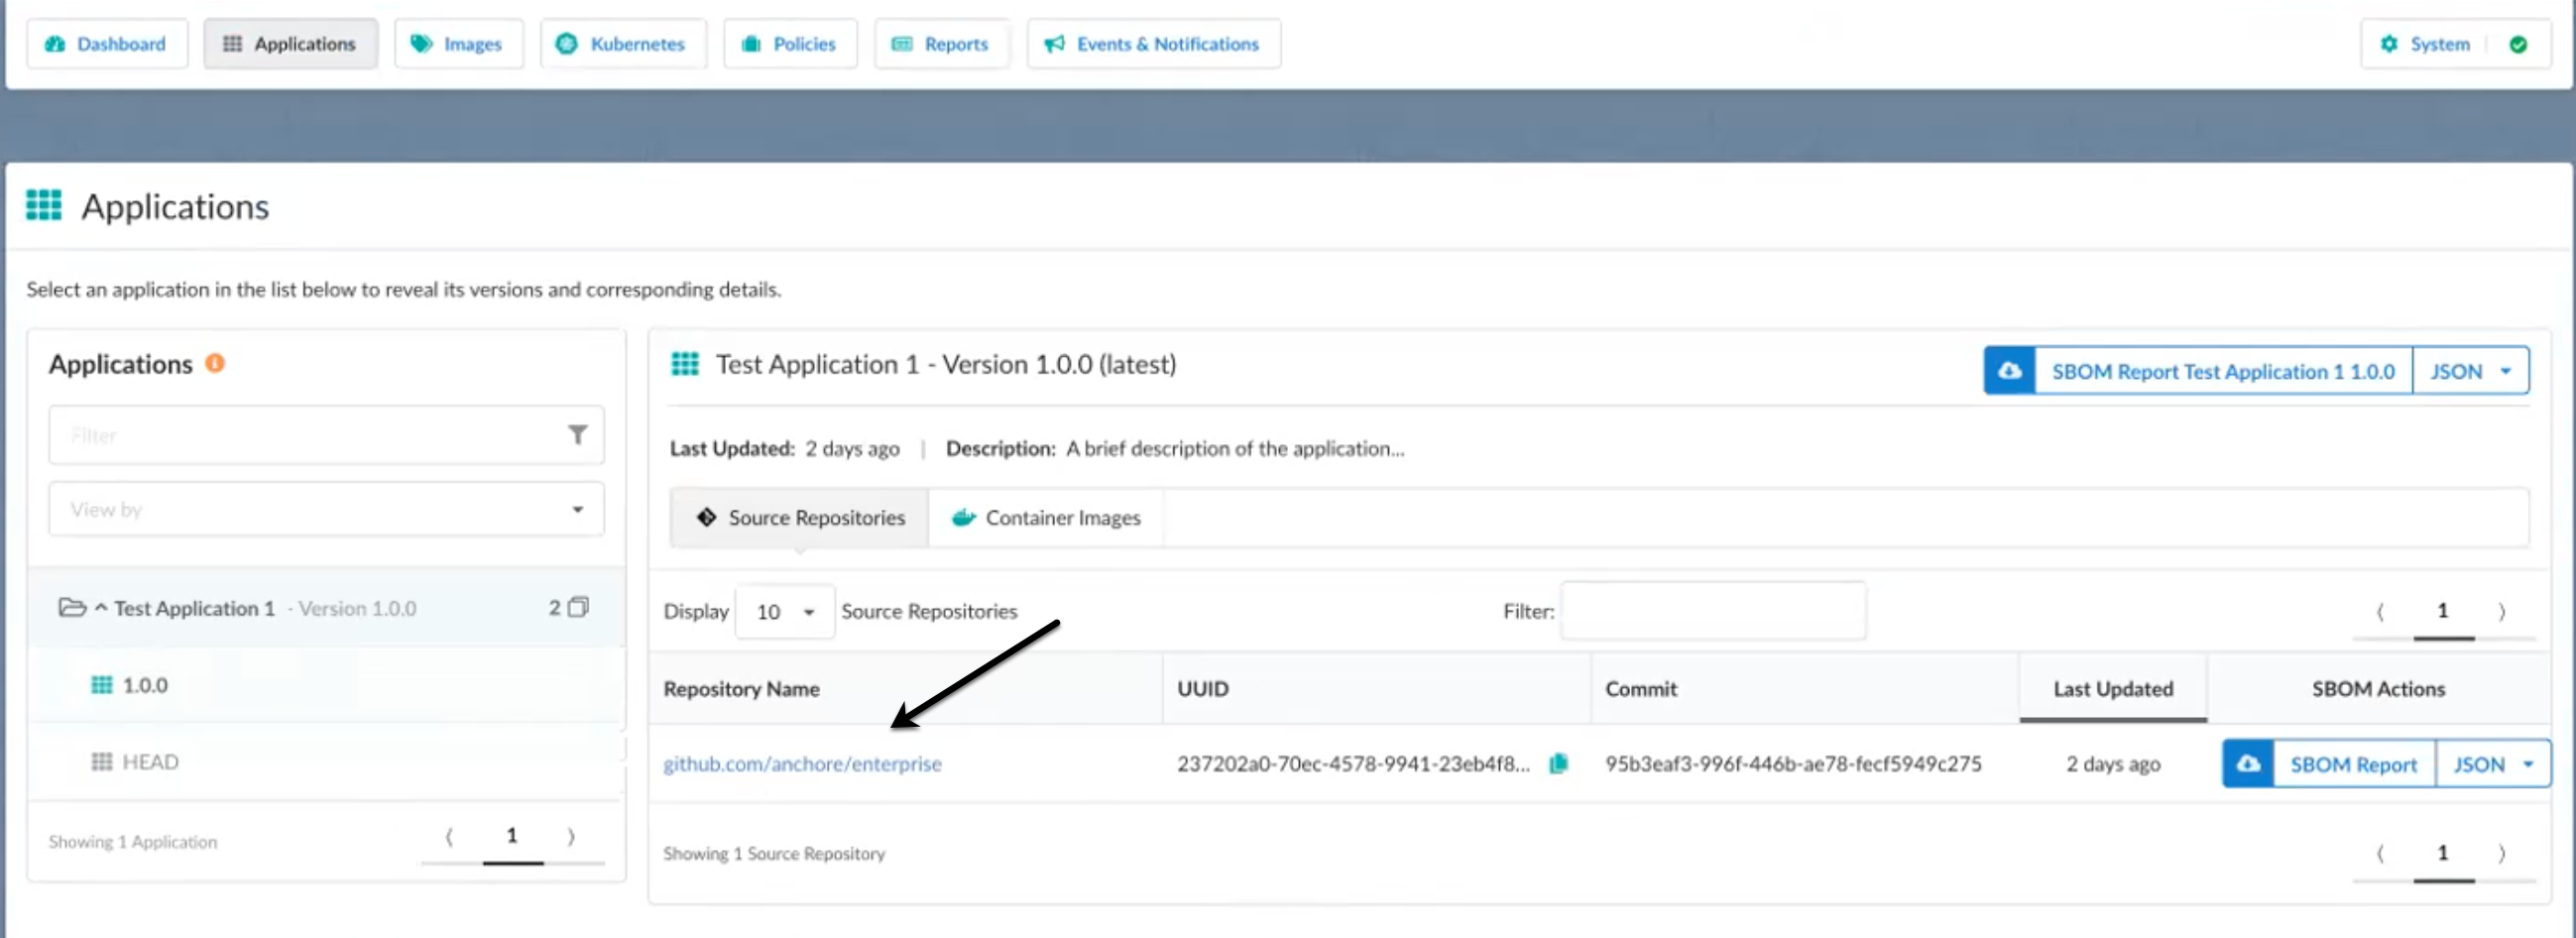 Dashboard Applications Images Kubernetes Policies Reports Events & Notifications System
Applications
Select an application in the list below to reveal its versions and corresponding details.
Applications
Filter
View by
Test Application 1 - Version 1.0.0 2
1.0.0
HEAD
Showing 1 Application 1
Test Application 1 - Version 1.0.0 (latest) SBOM Report Test Application 1 1.0.0 JSON
Last Updated: 2 days ago | Description: A brief description of the application...
Source Repositories Container Images
Display 10 Source Repositories Filter: 1
Repository Name UUID Commit Last Updated SBOM Actions
github.com/anchore/enterprise 237202a0-70ec-4578-9941-23eb4f8... 95b3eaf3-996f-446b-ae78-fecf5949c275 2 days ago SBOM Report JSON
Showing 1 Source Repository 1